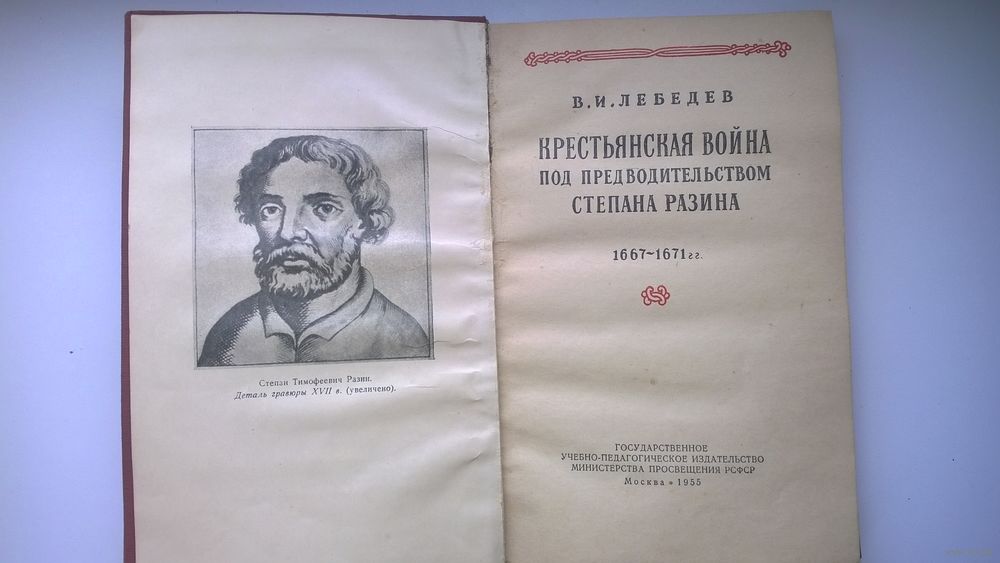 Степан Тимофеевич Разин.
Деталь гравюры XVII в. (увеличено).
В. И. ЛЕБЕДЕВ
КРЕСТЬЯНСКАЯ ВОЙНА
ПОД ПРЕДВОДИТЕЛЬСТВОМ
СТЕПАНА РАЗИНА
1667~1671 гг.
ГОСУДАРСТВЕННОЕ
УЧЕБНО-ПЕДАГОГИЧЕСКОЕ ИЗДАТЕЛЬСТВО
МИНИСТЕРСТВА ПРОСВЕЩЕНИЯ РСФСР
Москва • 1955